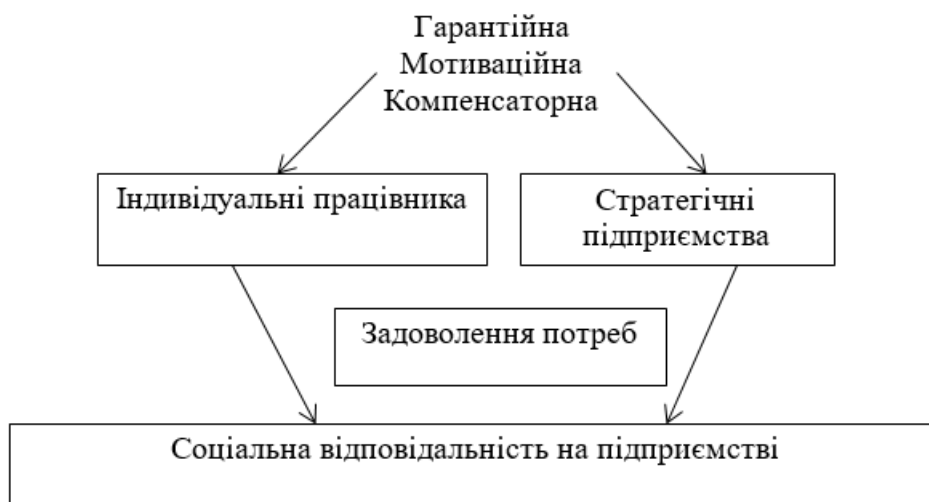 Гарантійна
Мотиваційна
Компенсаторна
Індивідуальні працівника
Стратегічні
підприємства
Задоволення потреб
Соціальна відповідальність на підприємстві